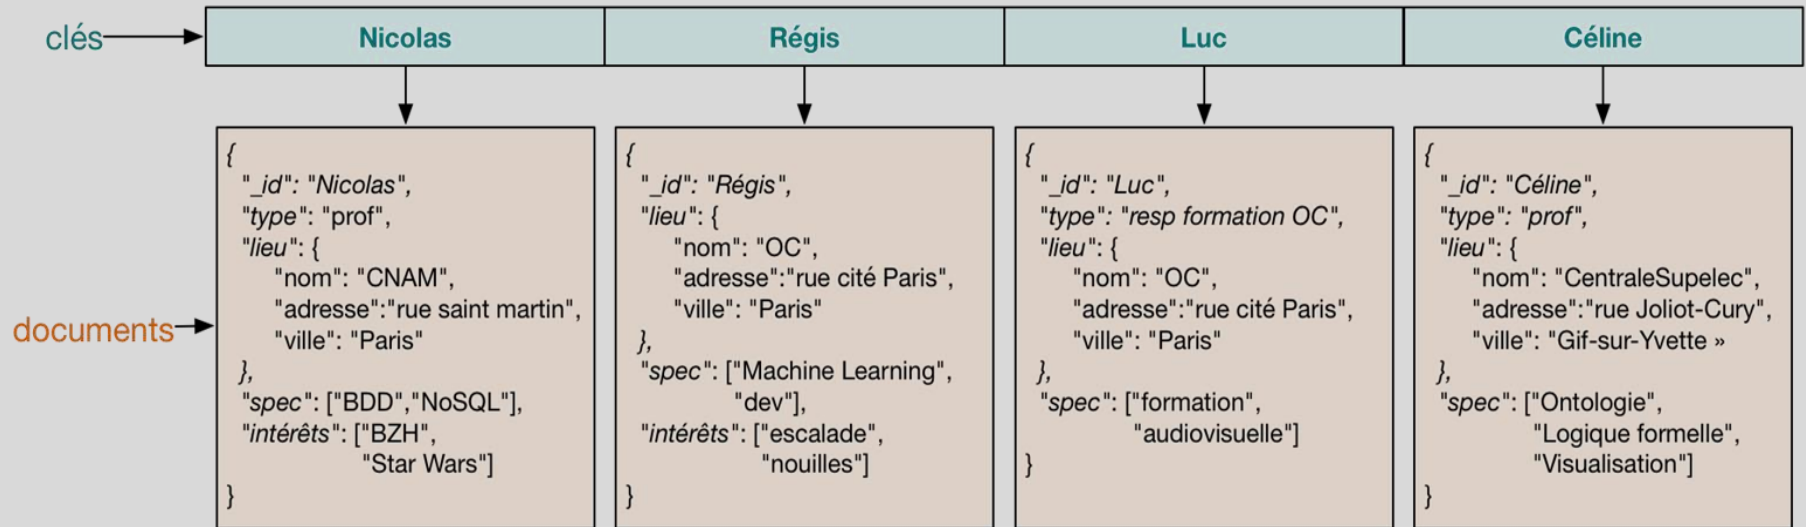 clés
Nicolas
Régis
Luc
Céline
documents
{
"_id": "Nicolas",
"type": "prof",
"lieu": {
"nom": "CNAM",
"adresse":"rue saint martin",
"ville": "Paris"
},
"spec": ["BDD","NoSQL"],
"intérêts": ["BZH",
"Star Wars"]
}
{
"_id": "Régis",
"lieu": {
"nom": "OC",
"adresse":"rue cité Paris",
"ville": "Paris"
},
"spec": ["Machine Learning",
"dev"],
"intérêts": ["escalade",
"nouilles"]
}
{
"_id": "Luc",
"type": "resp formation OC",
"lieu": {
"nom": "OC",
"adresse":"rue cité Paris",
"ville": "Paris"
},
"spec": ["formation",
"audiovisuelle"]
}
{
"_id": "Céline",
"type": "prof",
"lieu": {
"nom": "CentraleSupelec",
"adresse":"rue Joliot-Cury",
"ville": "Gif-sur-Yvette »
},
"spec": ["Ontologie",
"Logique formelle",
"Visualisation"]
}